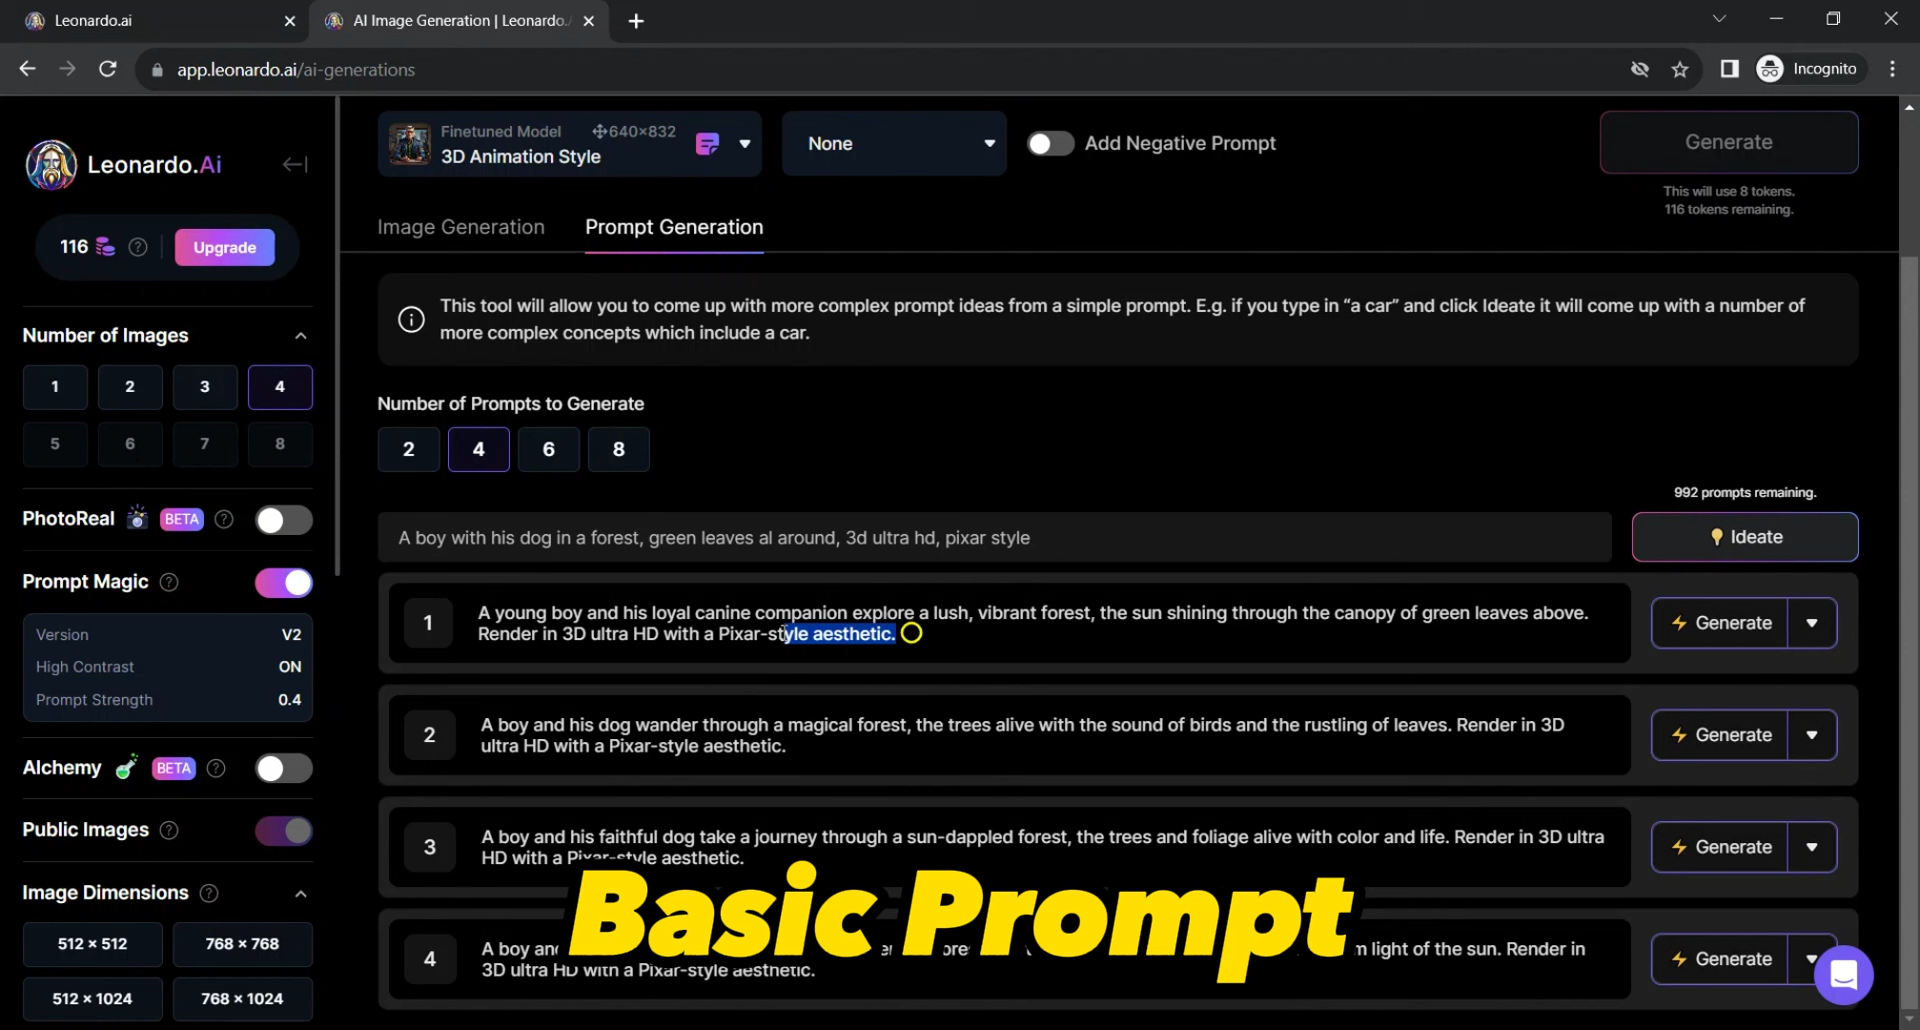 Leonardo.ai
AI Image Generation | Leonardo.
app.leonardo.ai/ai-generations
Incognito
Leonardo.Ai
116
Upgrade
Number of Images
1 2 3 4
5 6 7 8
PhotoReal BETA
Prompt Magic
Version V2
High Contrast ON
Prompt Strength 0.4
Alchemy BETA
Public Images
Image Dimensions
512 × 512 768 × 768
512 × 1024 768 × 1024
Finetuned Model 640×832
3D Animation Style
None
Add Negative Prompt
Generate
This will use 8 tokens.
116 tokens remaining.
Image Generation Prompt Generation
This tool will allow you to come up with more complex prompt ideas from a simple prompt. E.g. if you type in “a car” and click Ideate it will come up with a number of
more complex concepts which include a car.
Number of Prompts to Generate
2 4 6 8
992 prompts remaining.
A boy with his dog in a forest, green leaves al around, 3d ultra hd, pixar style
Ideate
1
A young boy and his loyal canine companion explore a lush, vibrant forest, the sun shining through the canopy of green leaves above.
Render in 3D ultra HD with a Pixar-style aesthetic.
Generate
2
A boy and his dog wander through a magical forest, the trees alive with the sound of birds and the rustling of leaves. Render in 3D
ultra HD with a Pixar-style aesthetic.
Generate
3
A boy and his faithful dog take a journey through a sun-dappled forest, the trees and foliage alive with color and life. Render in 3D ultra
HD with a Pixar-style aesthetic.
Generate
Basic Prompt
4
A boy light of the sun. Render in
3D ultra HD with a Pixar-style aesthetic.
Generate